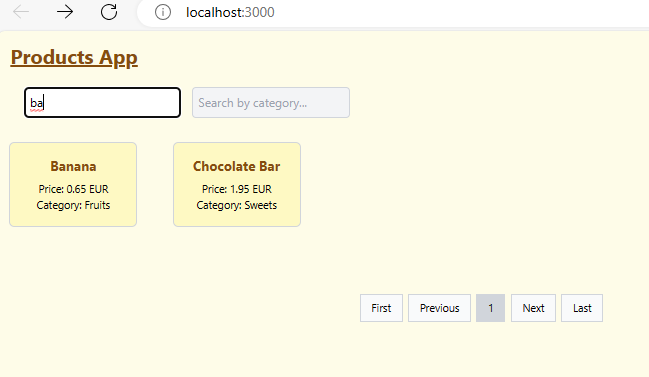 localhost:3000
Products App
ba
Search by category...
Banana
Price: 0.65 EUR
Category: Fruits
Chocolate Bar
Price: 1.95 EUR
Category: Sweets
First Previous 1 Next Last